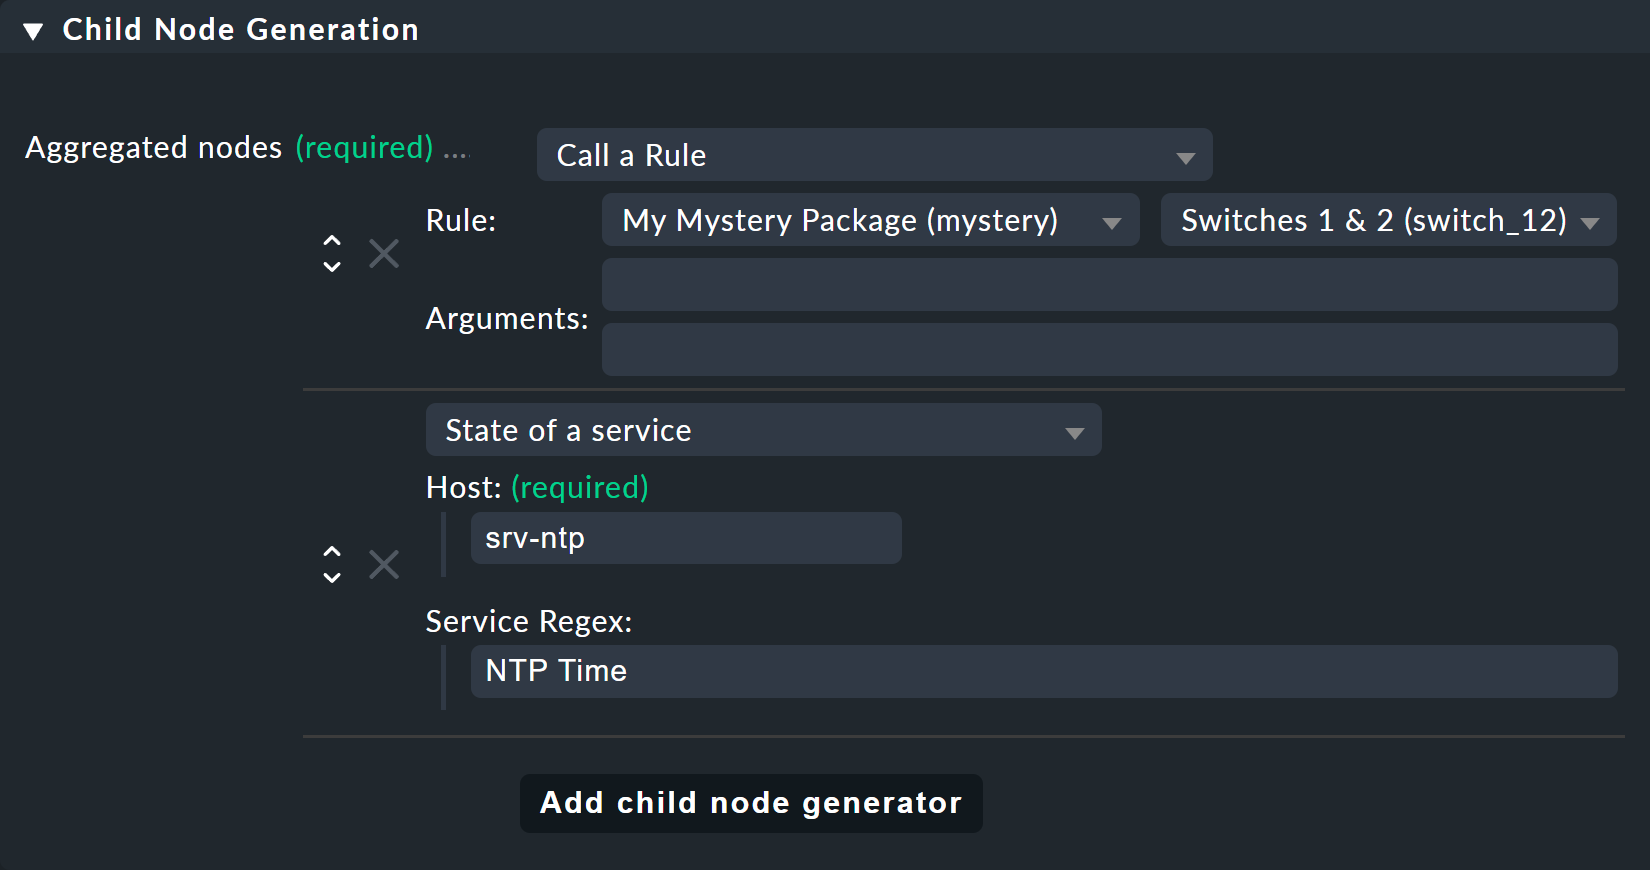 Child Node Generation
Aggregated nodes (required) ....
Call a Rule
Rule: My Mystery Package (mystery) Switches 1 & 2 (switch_12)
Arguments:
State of a service
Host: (required)
srv-ntp
Service Regex:
NTP Time
Add child node generator